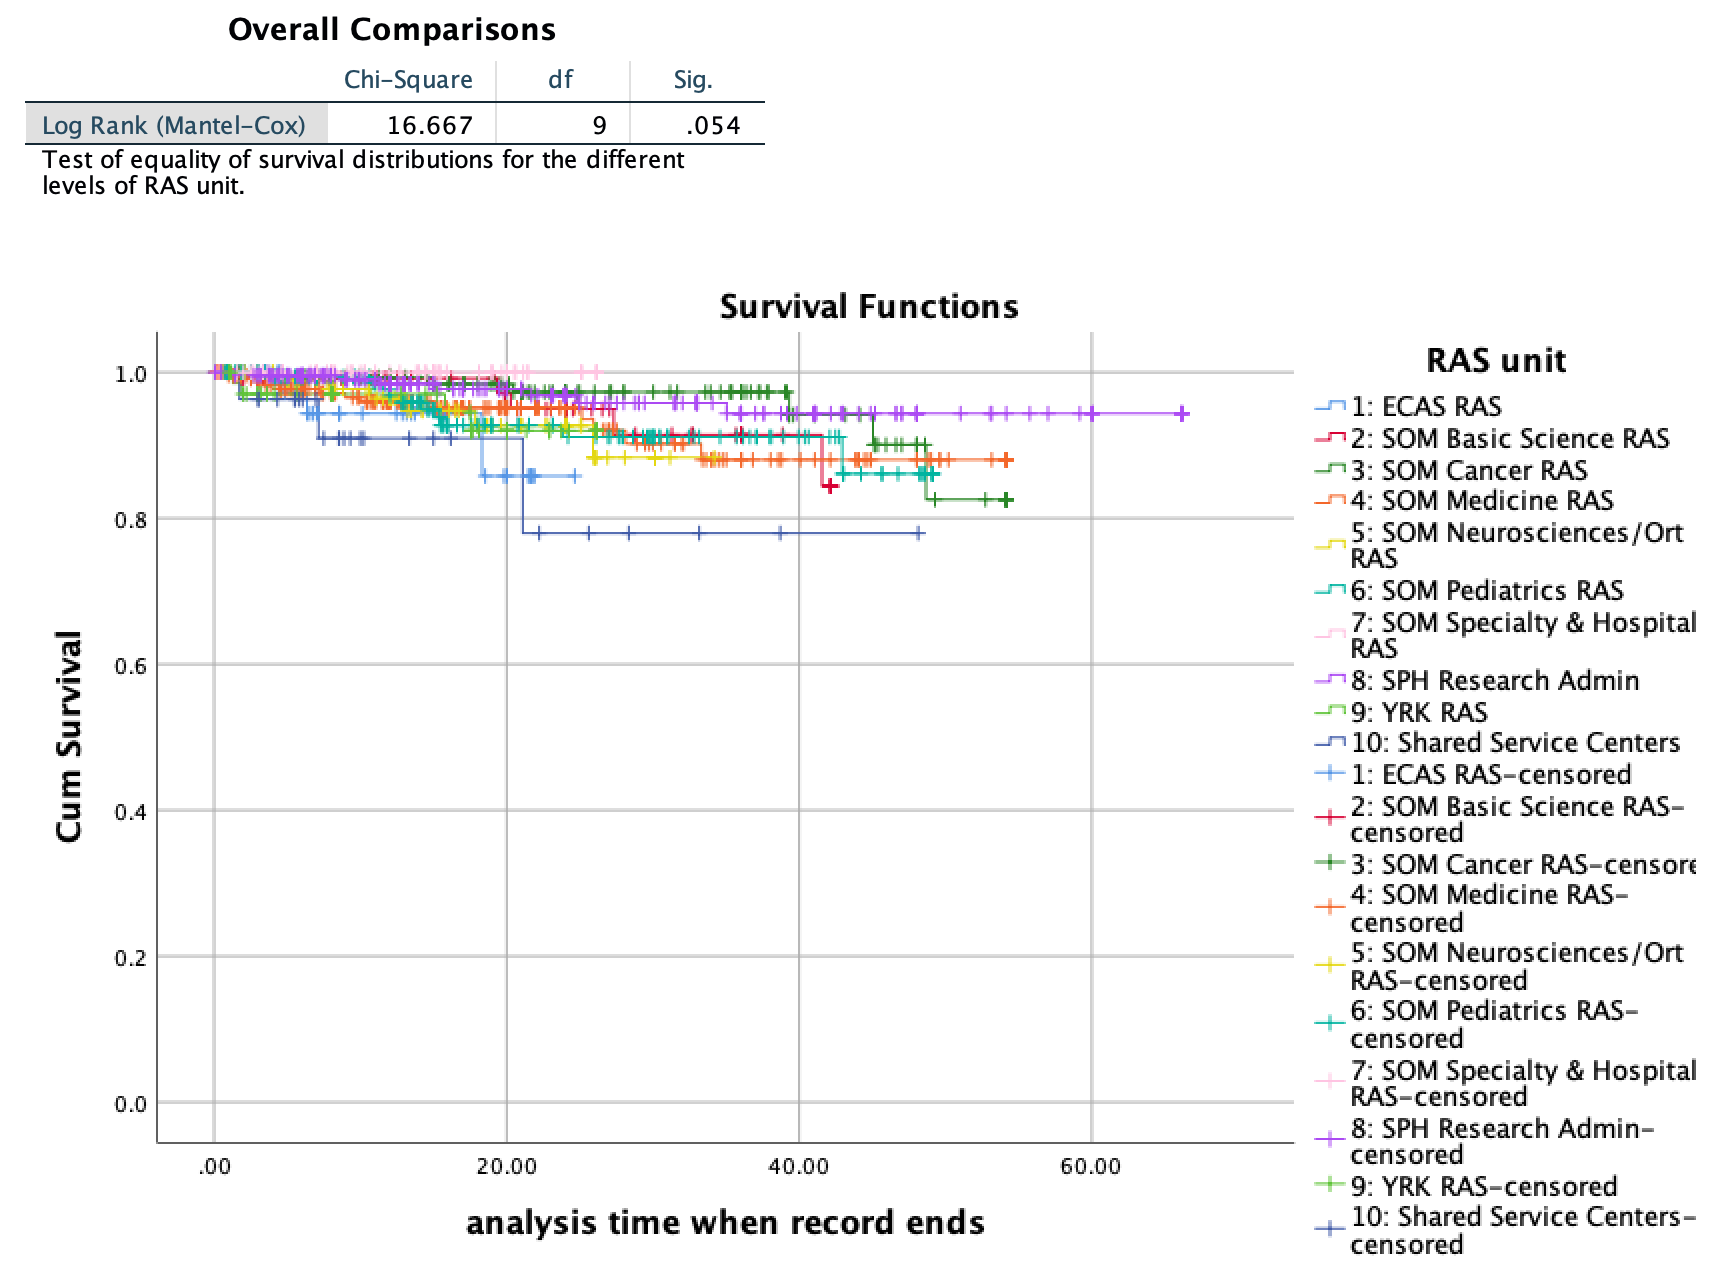 Overall Comparisons
Chi-Square df Sig.
Log Rank (Mantel-Cox) 16.667 9 .054
Test of equality of survival distributions for the different
levels of RAS unit.
Survival Functions
RAS unit
1: ECAS RAS
2: SOM Basic Science RAS
3: SOM Cancer RAS
4: SOM Medicine RAS
5: SOM Neurosciences/Ort
RAS
6: SOM Pediatrics RAS
7: SOM Specialty & Hospital
RAS
8: SPH Research Admin
9: YRK RAS
10: Shared Service Centers
1: ECAS RAS-censored
2: SOM Basic Science RAS-
censored
3: SOM Cancer RAS-censore
4: SOM Medicine RAS-
censored
5: SOM Neurosciences/Ort
RAS-censored
6: SOM Pediatrics RAS-
censored
7: SOM Specialty & Hospital
RAS-censored
8: SPH Research Admin-
censored
9: YRK RAS-censored
10: Shared Service Centers-
censored
Cum Survival
1.0
0.8
0.6
0.4
0.2
0.0
.00 20.00 40.00 60.00
analysis time when record ends